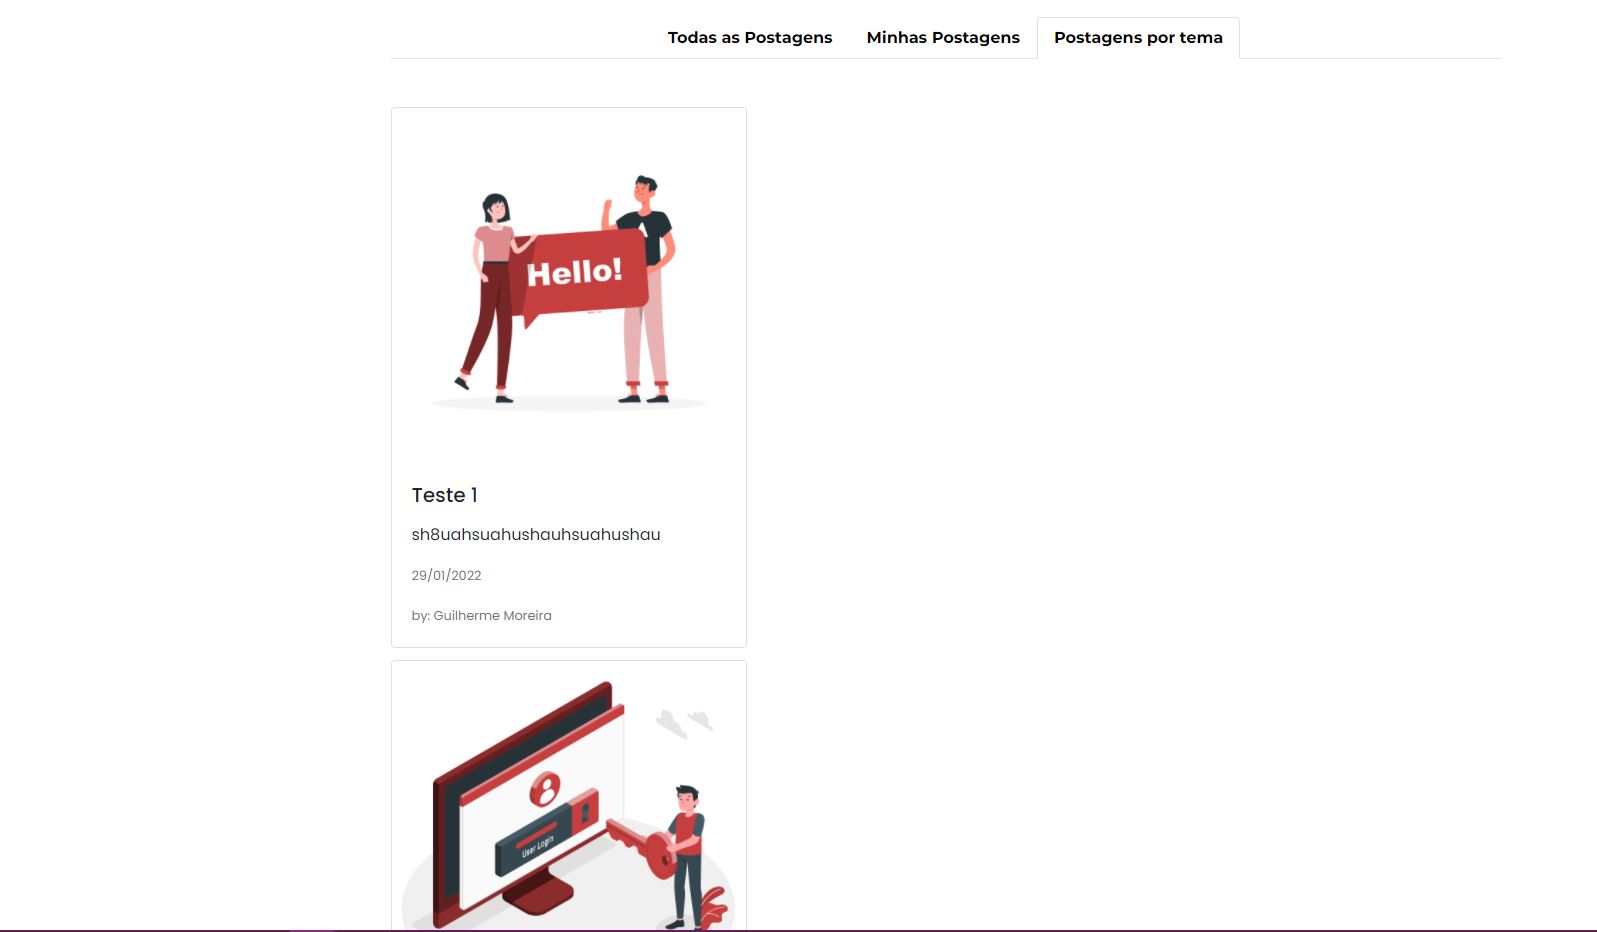 Todas as Postagens Minhas Postagens Postagens por tema
Hello!
Teste 1
sh8uahsuahushauhsuahushau
29/01/2022
by: Guilherme Moreira
User Login